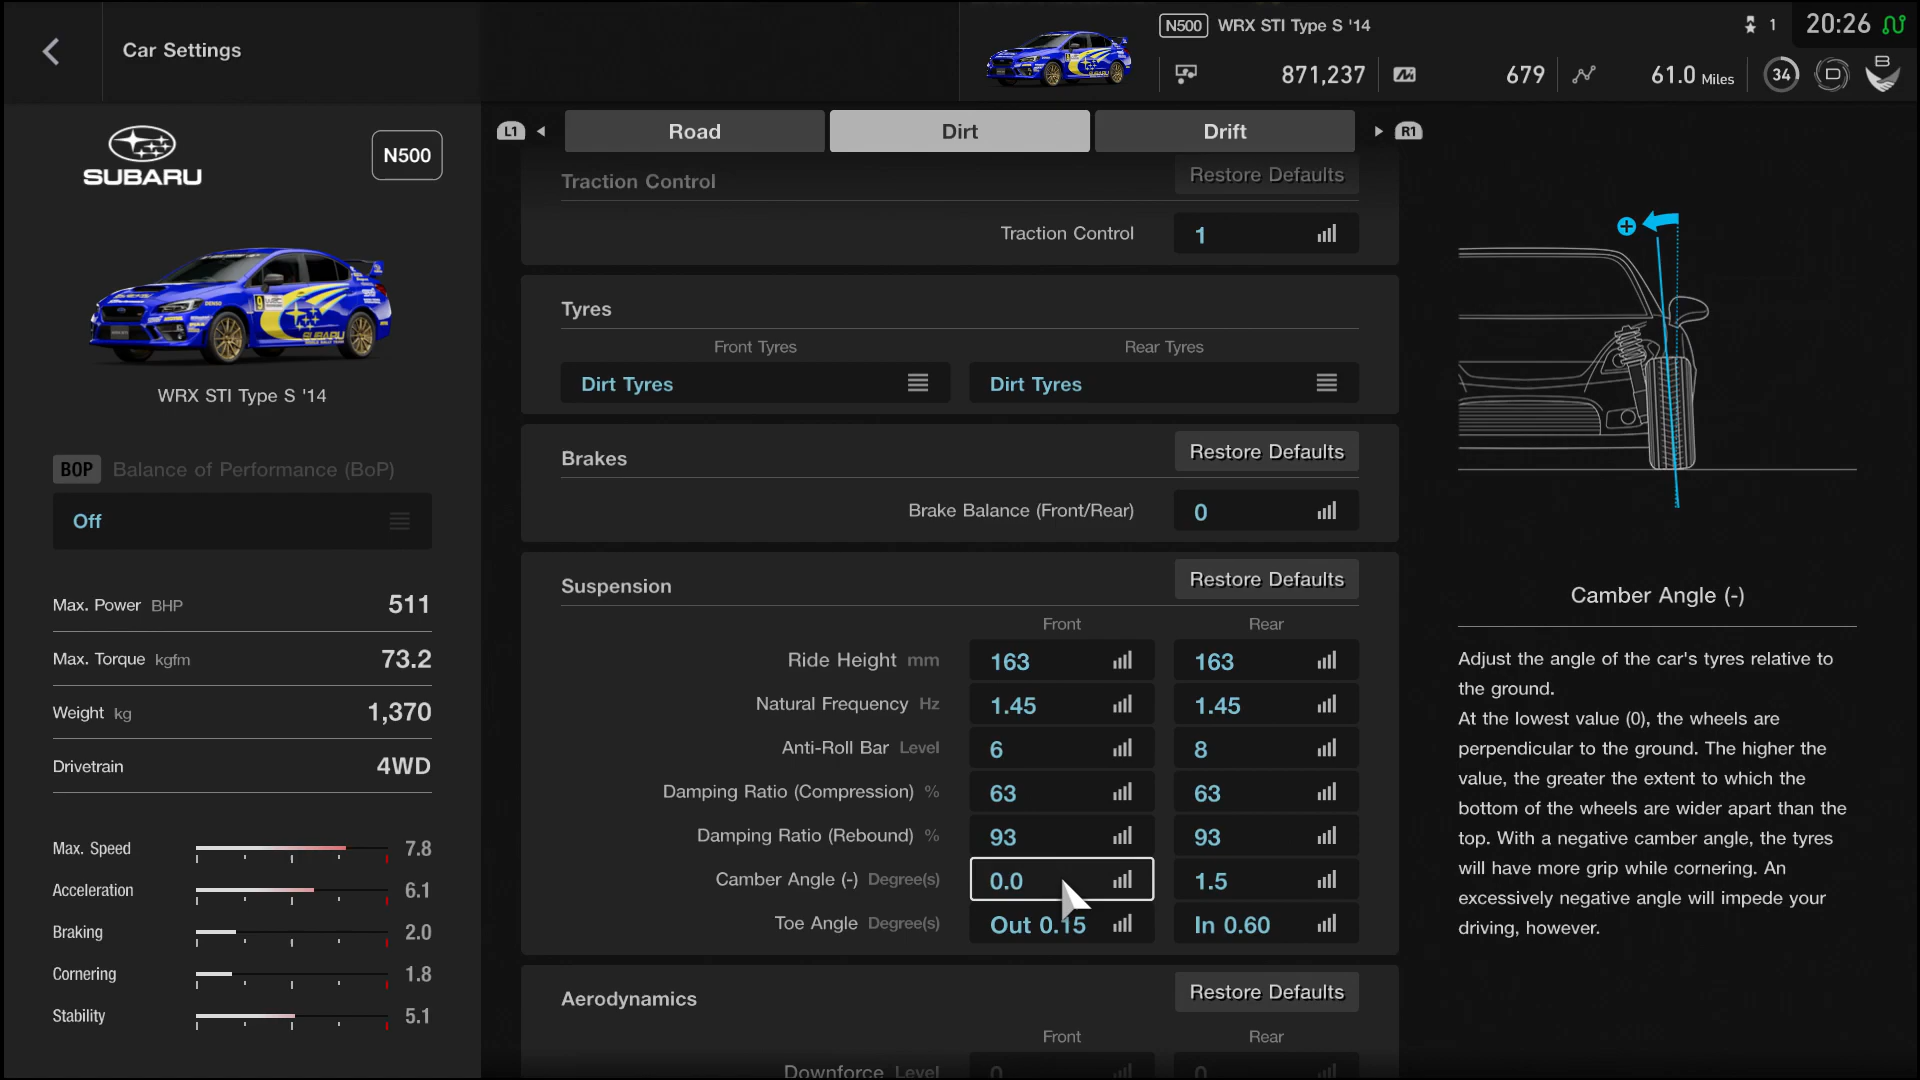 Car Settings
N500 WRX STI Type S '14
1
20:26
871,237
679
61.0 Miles
34
B
SUBARU
N500
WRX STI Type S '14
BOP Balance of Performance (BoP)
Off
Max. Power BHP 511
Max. Torque kgfm 73.2
Weight kg 1,370
Drivetrain 4WD
Max. Speed 7.8
Acceleration 6.1
Braking 2.0
Cornering 1.8
Stability 5.1
L1 Road Dirt Drift R1
Traction Control Restore Defaults
Traction Control 1
Tyres
Front Tyres Rear Tyres
Dirt Tyres Dirt Tyres
Brakes Restore Defaults
Brake Balance (Front/Rear) 0
Suspension Restore Defaults
Front Rear
Ride Height mm 163 163
Natural Frequency Hz 1.45 1.45
Anti-Roll Bar Level 6 8
Damping Ratio (Compression) % 63 63
Damping Ratio (Rebound) % 93 93
Camber Angle (-) Degree(s) 0.0 1.5
Toe Angle Degree(s) Out 0.15 In 0.60
Aerodynamics Restore Defaults
Front Rear
Downforce Level 0 0
Camber Angle (-)
Adjust the angle of the car's tyres relative to
the ground.
At the lowest value (0), the wheels are
perpendicular to the ground. The higher the
value, the greater the extent to which the
bottom of the wheels are wider apart than the
top. With a negative camber angle, the tyres
will have more grip while cornering. An
excessively negative angle will impede your
driving, however.